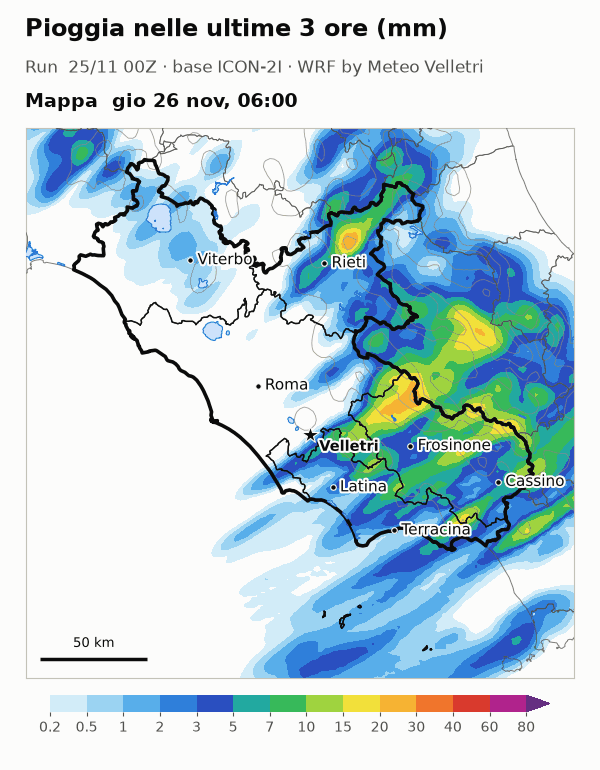 Pioggia nelle ultime 3 ore (mm)
Run  25/11 00Z · base ICON-2I · WRF by Meteo Velletri
Mappa  gio 26 nov, 06:00
Viterbo
Rieti
Roma
Velletri
Frosinone
Latina
Cassino
Terracina
50 km
0.2 0.5 1 2 3 5 7 10 15 20 30 40 60 80